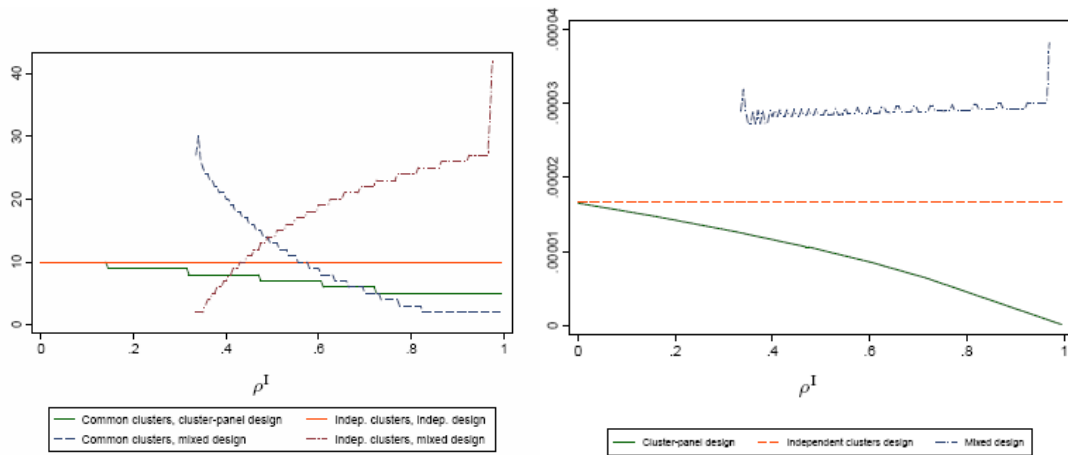 40
30
20
10
0
0
.2
.4
.6
.8
1
ρᴵ
Common clusters, cluster-panel design
Indep. clusters, indep. design
Common clusters, mixed design
Indep. clusters, mixed design
.00004
.00003
.00002
.00001
0
0
.2
.4
.6
.8
1
ρᴵ
Cluster-panel design
Independent clusters design
Mixed design